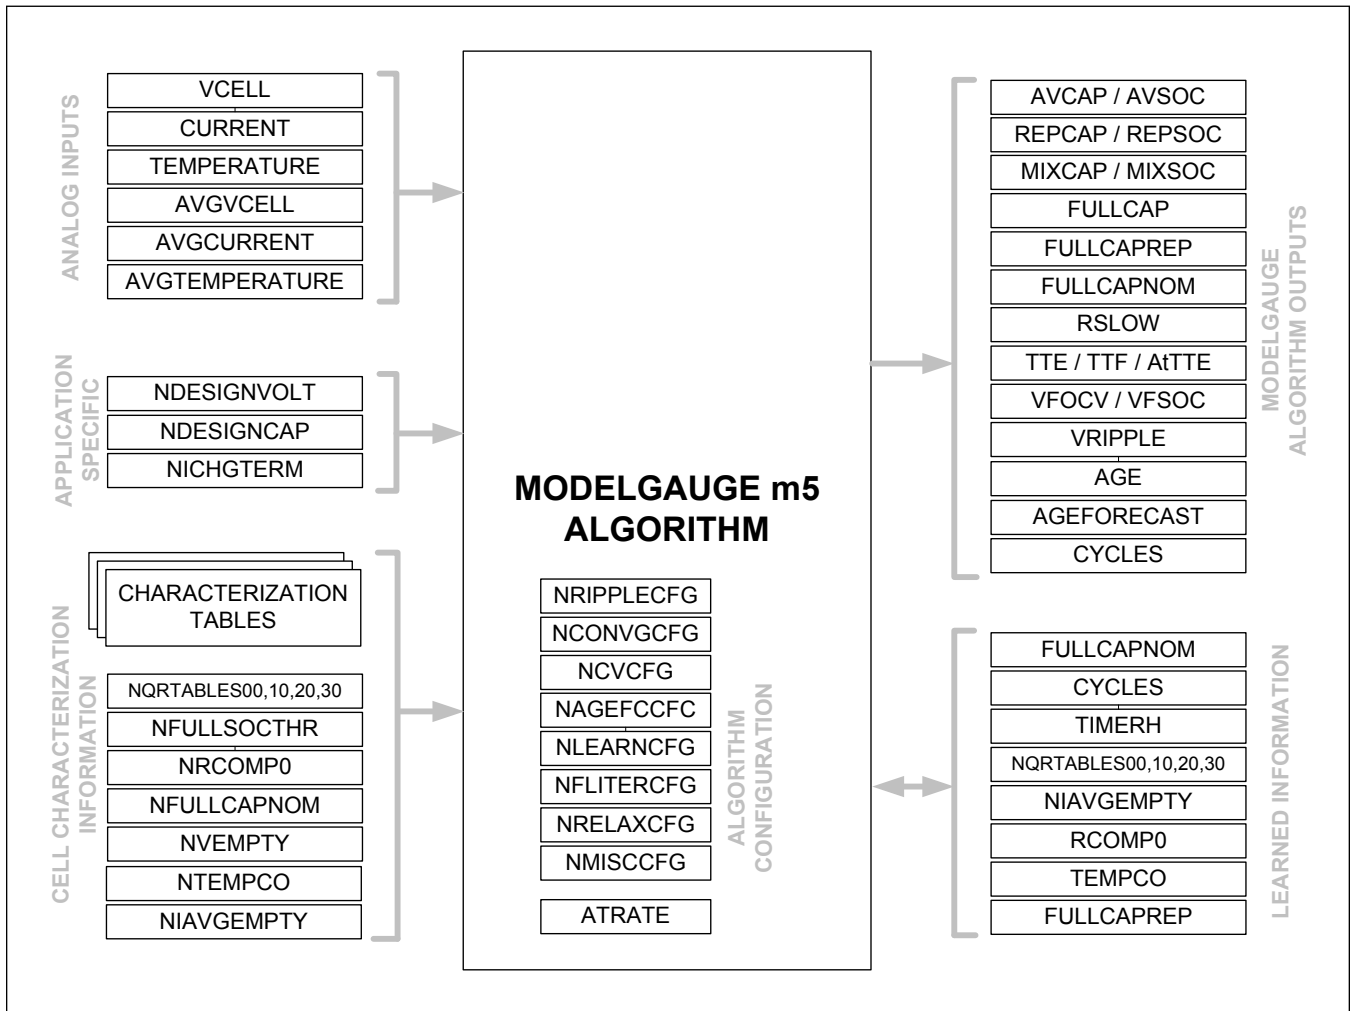 ANALOG INPUTS
VCELL
CURRENT
TEMPERATURE
AVGVCELL
AVGCURRENT
AVGTEMPERATURE
APPLICATION
SPECIFIC
NDESIGNVOLT
NDESIGNCAP
NICHGTERM
CELL CHARACTERIZATION
INFORMATION
CHARACTERIZATION
TABLES
NQRTABLES00,10,20,30
NFULLSOCTHR
NRCOMP0
NFULLCAPNOM
NVEMPTY
NTEMPCO
NIAVGEMPTY
MODELGAUGE m5
ALGORITHM
NRIPPLECFG
NCONVGCFG
NCVCFG
NAGEFCCFC
NLEARNCFG
NFLITERCFG
NRELAXCFG
NMISCCFG
ATRATE
ALGORITHM
CONFIGURATION
AVCAP / AVSOC
REPCAP / REPSOC
MIXCAP / MIXSOC
FULLCAP
FULLCAPREP
FULLCAPNOM
RSLOW
TTE / TTF / AtTTE
VFOCV / VFSOC
VRIPPLE
AGE
AGEFORECAST
CYCLES
MODELGAUGE
ALGORITHM OUTPUTS
FULLCAPNOM
CYCLES
TIMERH
NQRTABLES00,10,20,30
NIAVGEMPTY
RCOMP0
TEMPCO
FULLCAPREP
LEARNED INFORMATION